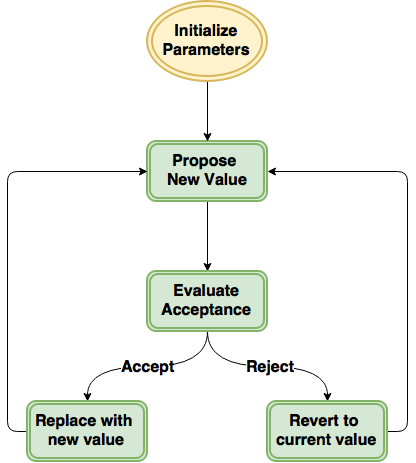 Initialize
Parameters
Propose
New Value
Evaluate
Acceptance
Accept
Reject
Replace with
new value
Revert to
current value